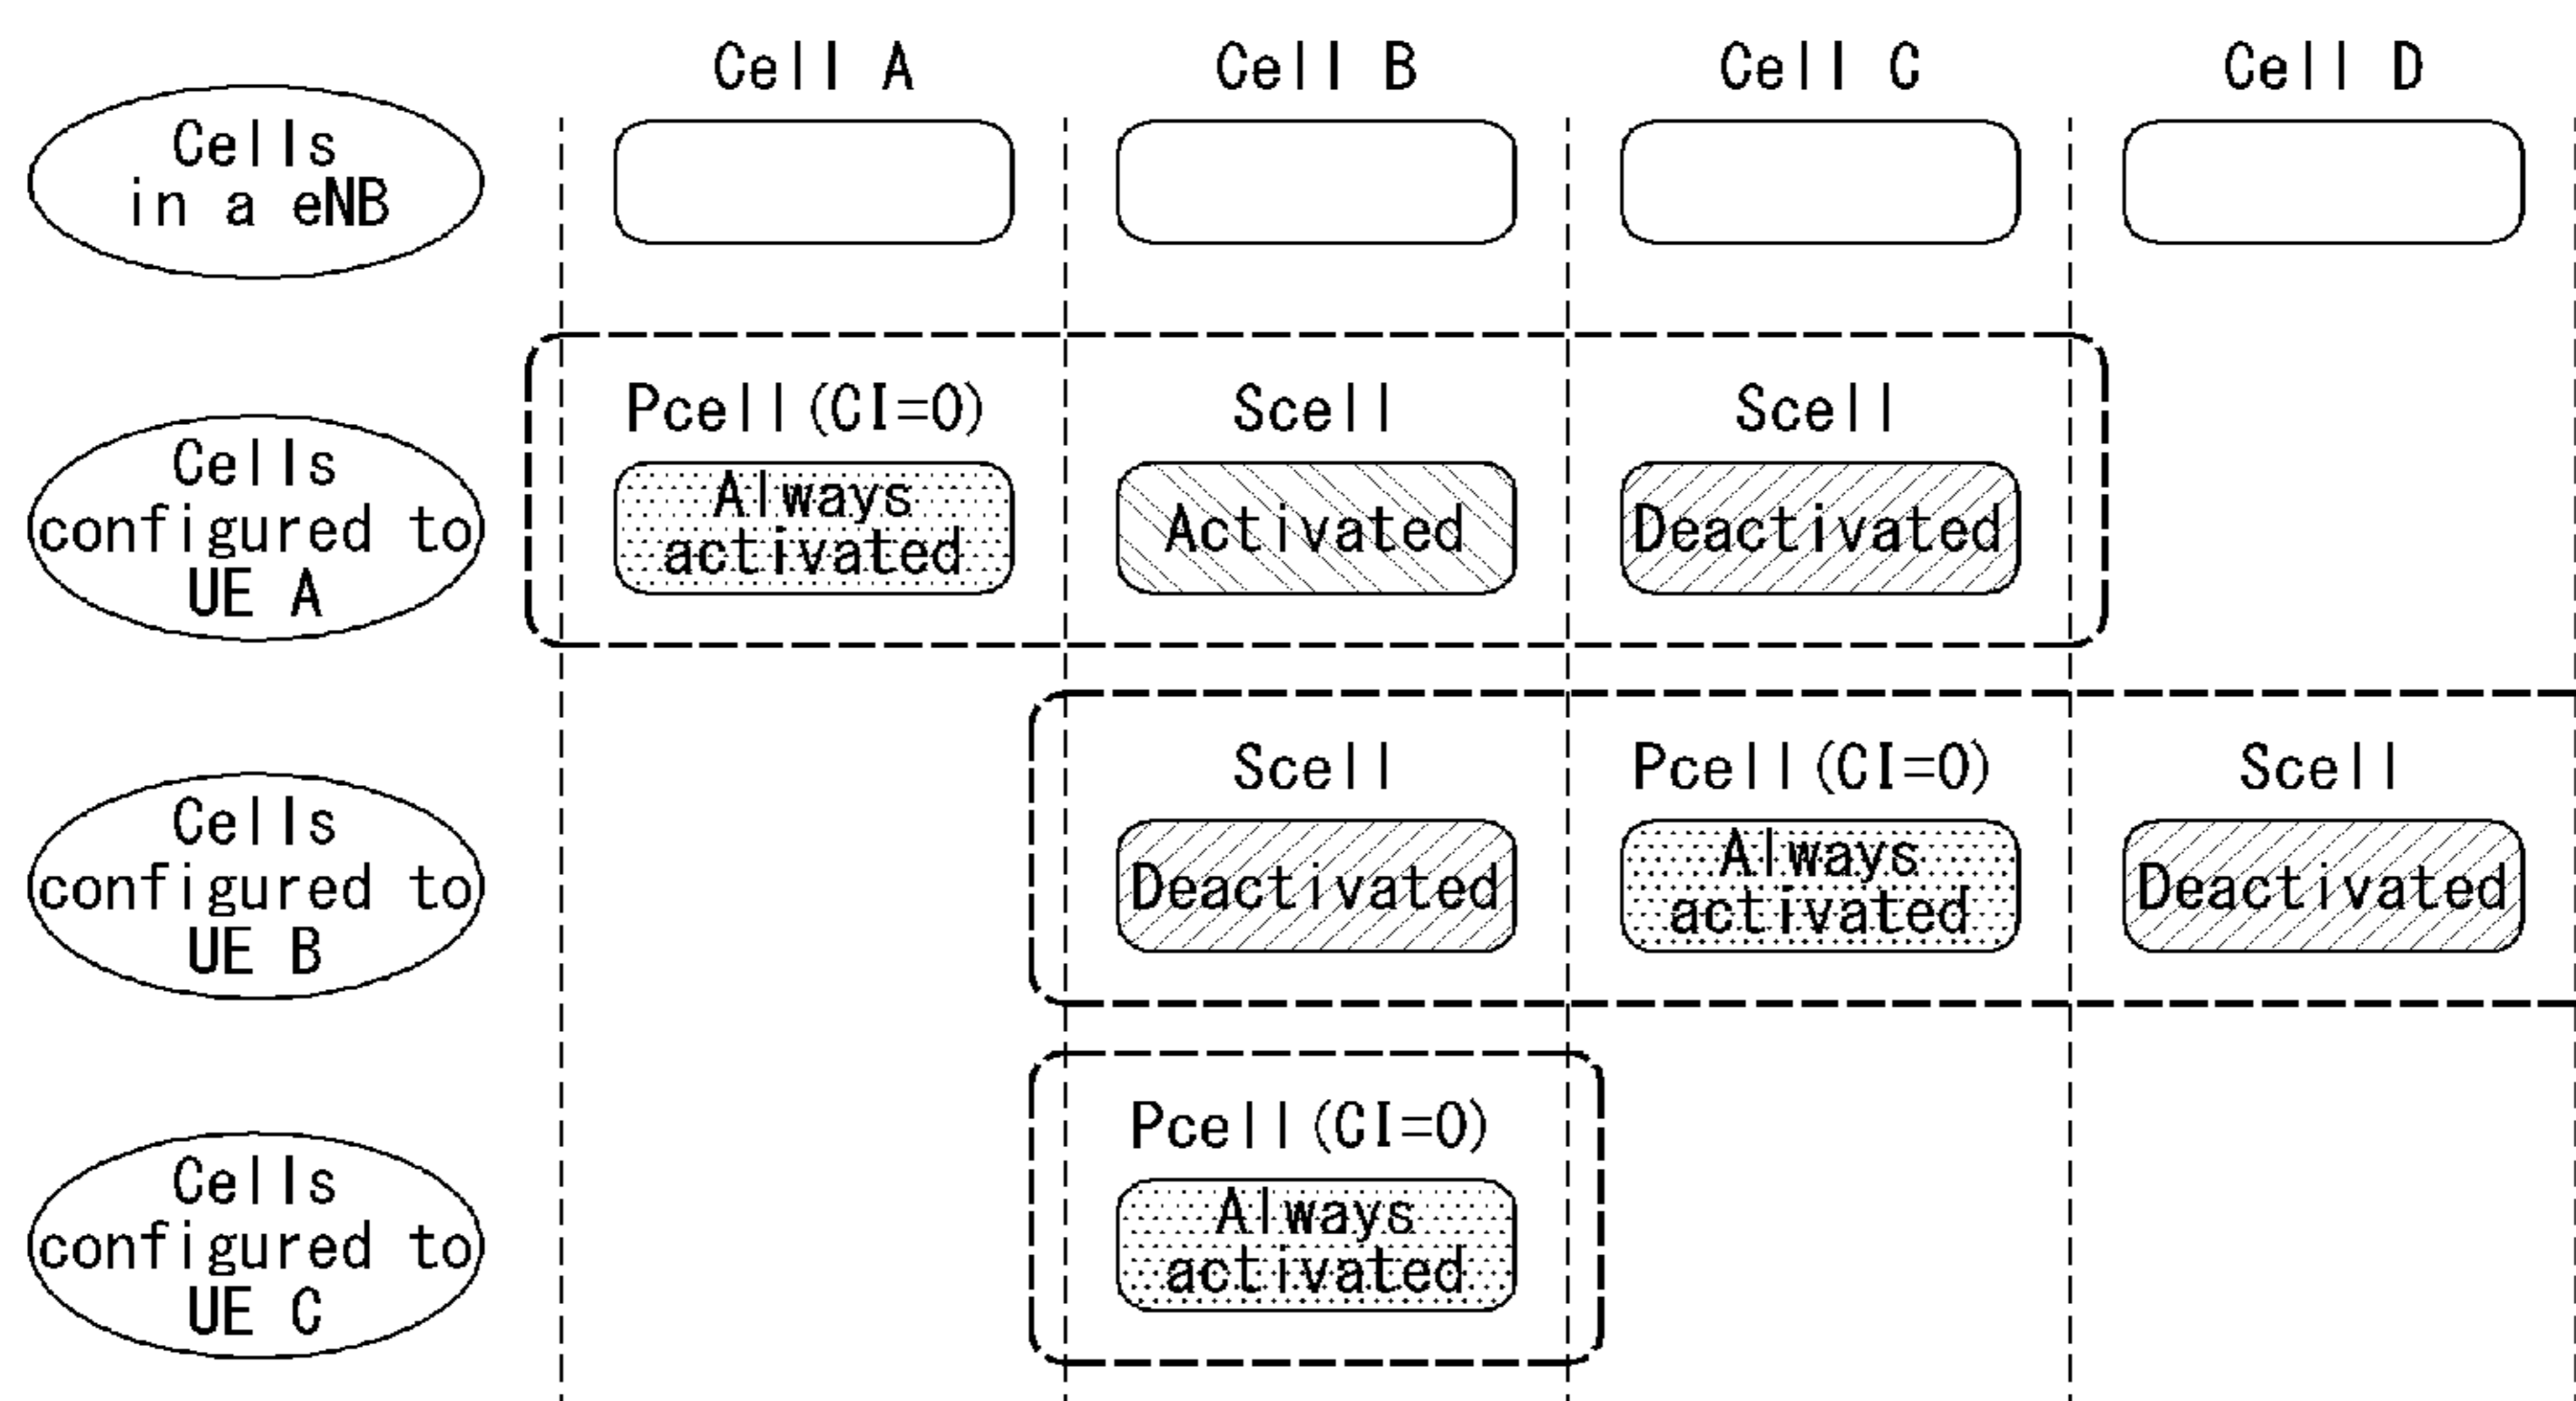 Cell A
Cell B
Cell C
Cell D
Cells
in a eNB
Cells
configured to
UE A
Pcell(CI=0)
Always
activated
Scell
Activated
Scell
Deactivated
Cells
configured to
UE B
Scell
Deactivated
Pcell(CI=0)
Always
activated
Scell
Deactivated
Cells
configured to
UE C
Pcell(CI=0)
Always
activated